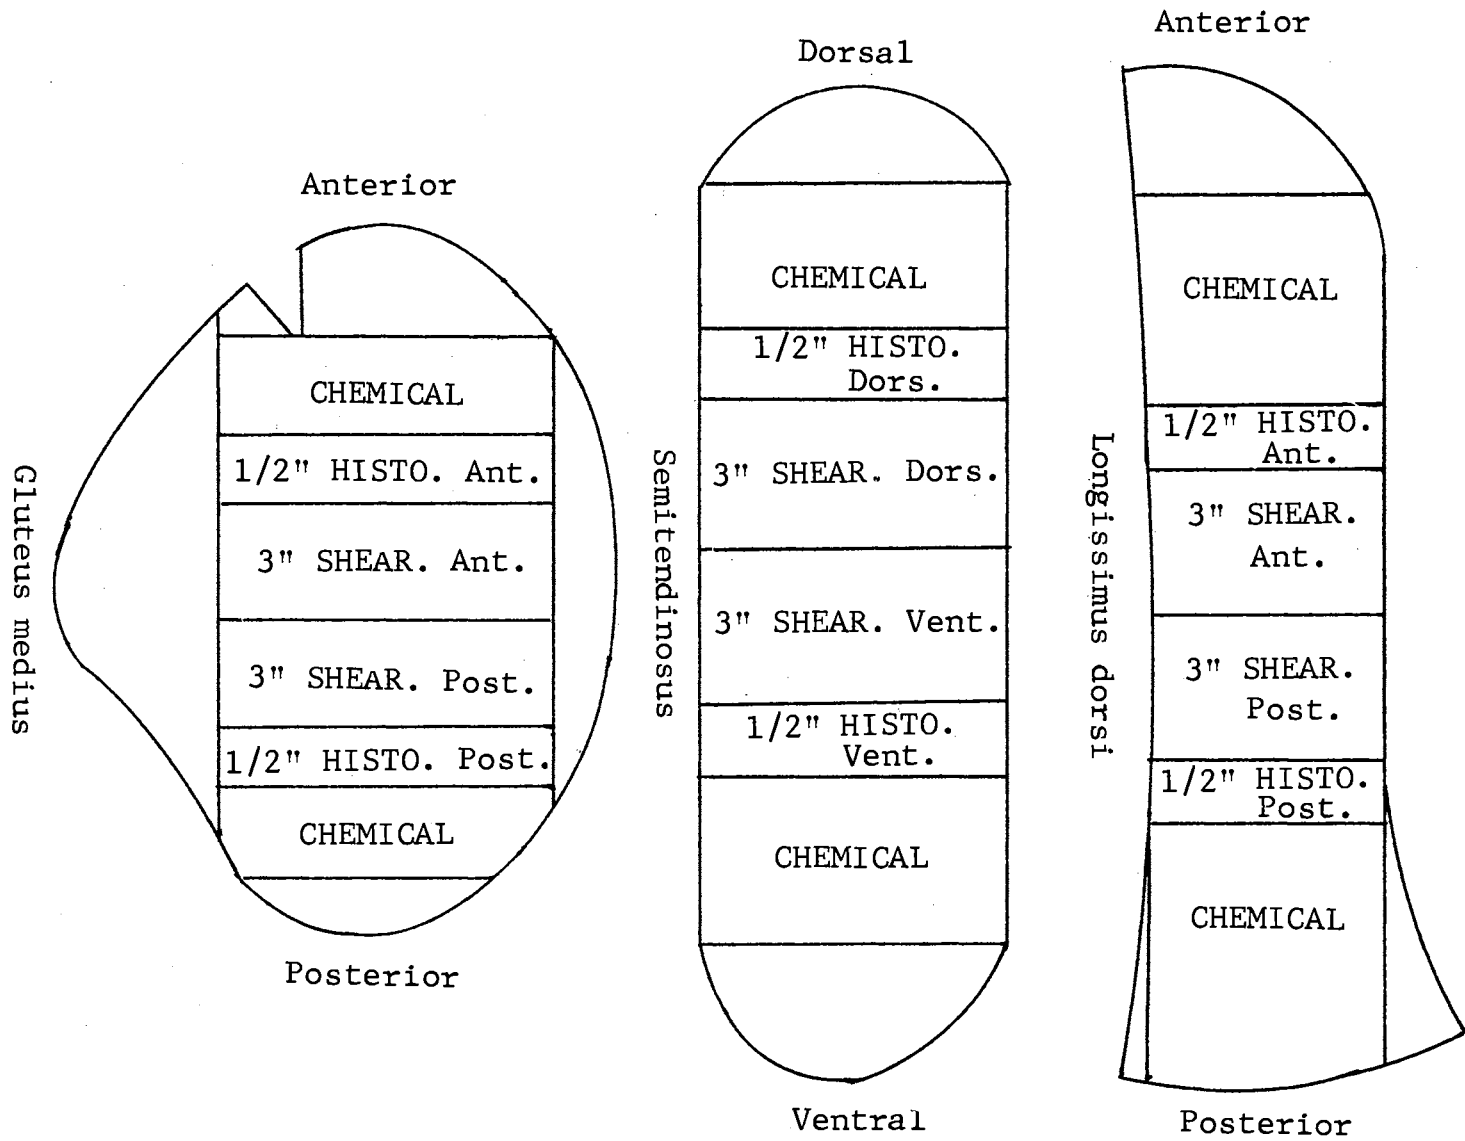 Anterior
Gluteus medius
CHEMICAL
1/2" HISTO. Ant.
3" SHEAR. Ant.
3" SHEAR. Post.
1/2" HISTO. Post.
CHEMICAL
Posterior
Dorsal
Semitendinosus
CHEMICAL
1/2" HISTO.
Dors.
3" SHEAR. Dors.
3" SHEAR. Vent.
1/2" HISTO.
Vent.
CHEMICAL
Ventral
Anterior
Longissimus dorsi
CHEMICAL
1/2" HISTO.
Ant.
3" SHEAR.
Ant.
3" SHEAR.
Post.
1/2" HISTO.
Post.
CHEMICAL
Posterior